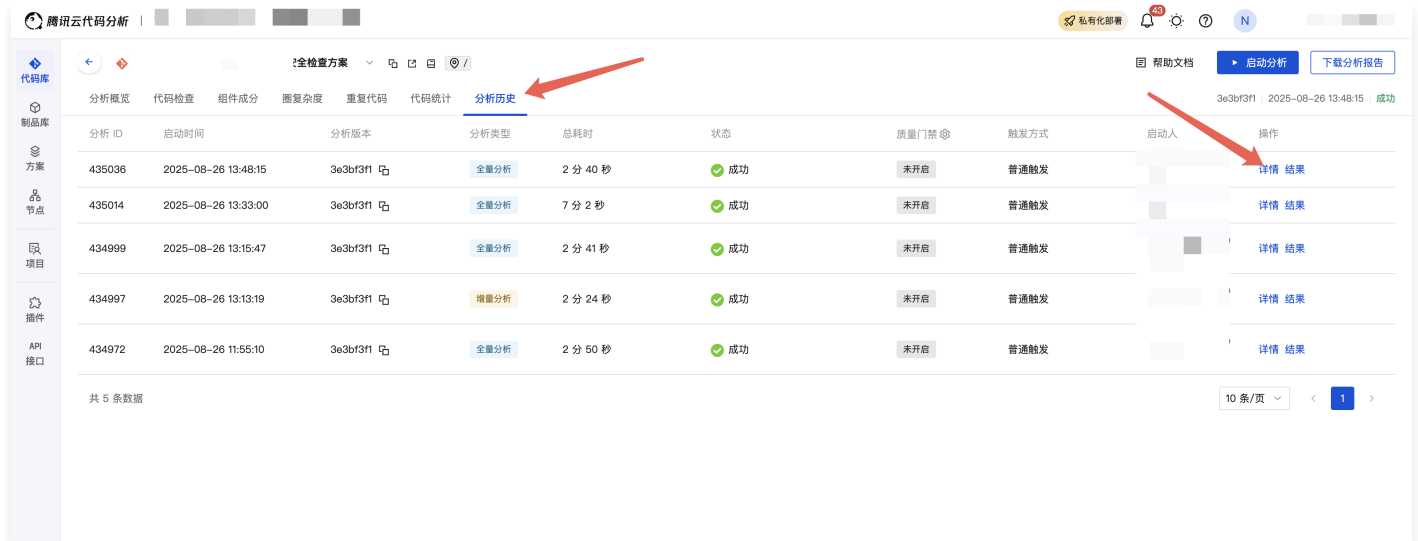 腾讯云代码分析 |
私有化部署 43 N
代码库
制品库
方案
节点
项目
插件
API
接口
全检查方案 /
帮助文档 启动分析 下载分析报告
分析概览 代码检查 组件成分 圈复杂度 重复代码 代码统计 分析历史
3e3bf3f1 | 2025-08-26 13:48:15 | 成功
分析 ID 启动时间 分析版本 分析类型 总耗时 状态 质量门禁 触发方式 启动人 操作
435036 2025-08-26 13:48:15 3e3bf3f1 全量分析 2 分 40 秒 成功 未开启 普通触发 详情 结果
435014 2025-08-26 13:33:00 3e3bf3f1 全量分析 7 分 2 秒 成功 未开启 普通触发 详情 结果
434999 2025-08-26 13:15:47 3e3bf3f1 全量分析 2 分 41 秒 成功 未开启 普通触发 详情 结果
434997 2025-08-26 13:13:19 3e3bf3f1 增量分析 2 分 24 秒 成功 未开启 普通触发 详情 结果
434972 2025-08-26 11:55:10 3e3bf3f1 全量分析 2 分 50 秒 成功 未开启 普通触发 详情 结果
共 5 条数据
10 条/页 1